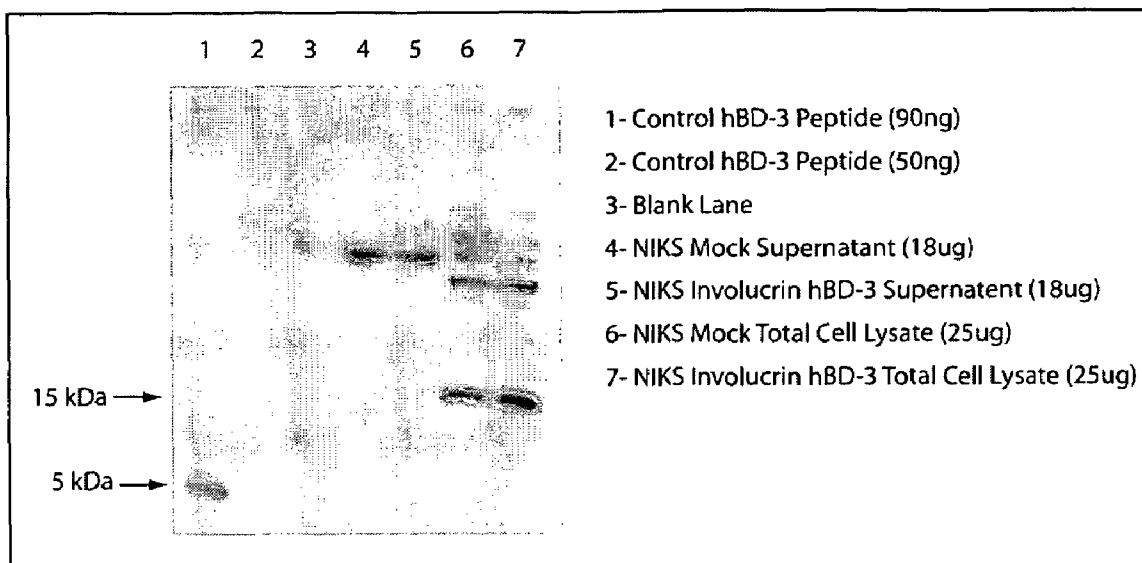 1 2 3 4 5 6 7
1- Control hBD-3 Peptide (90ng)
2- Control hBD-3 Peptide (50ng)
3- Blank Lane
4- NIKS Mock Supernatant (18ug)
5- NIKS Involucrin hBD-3 Supernatent (18ug)
6- NIKS Mock Total Cell Lysate (25ug)
7- NIKS Involucrin hBD-3 Total Cell Lysate (25ug)
15 kDa
5 kDa